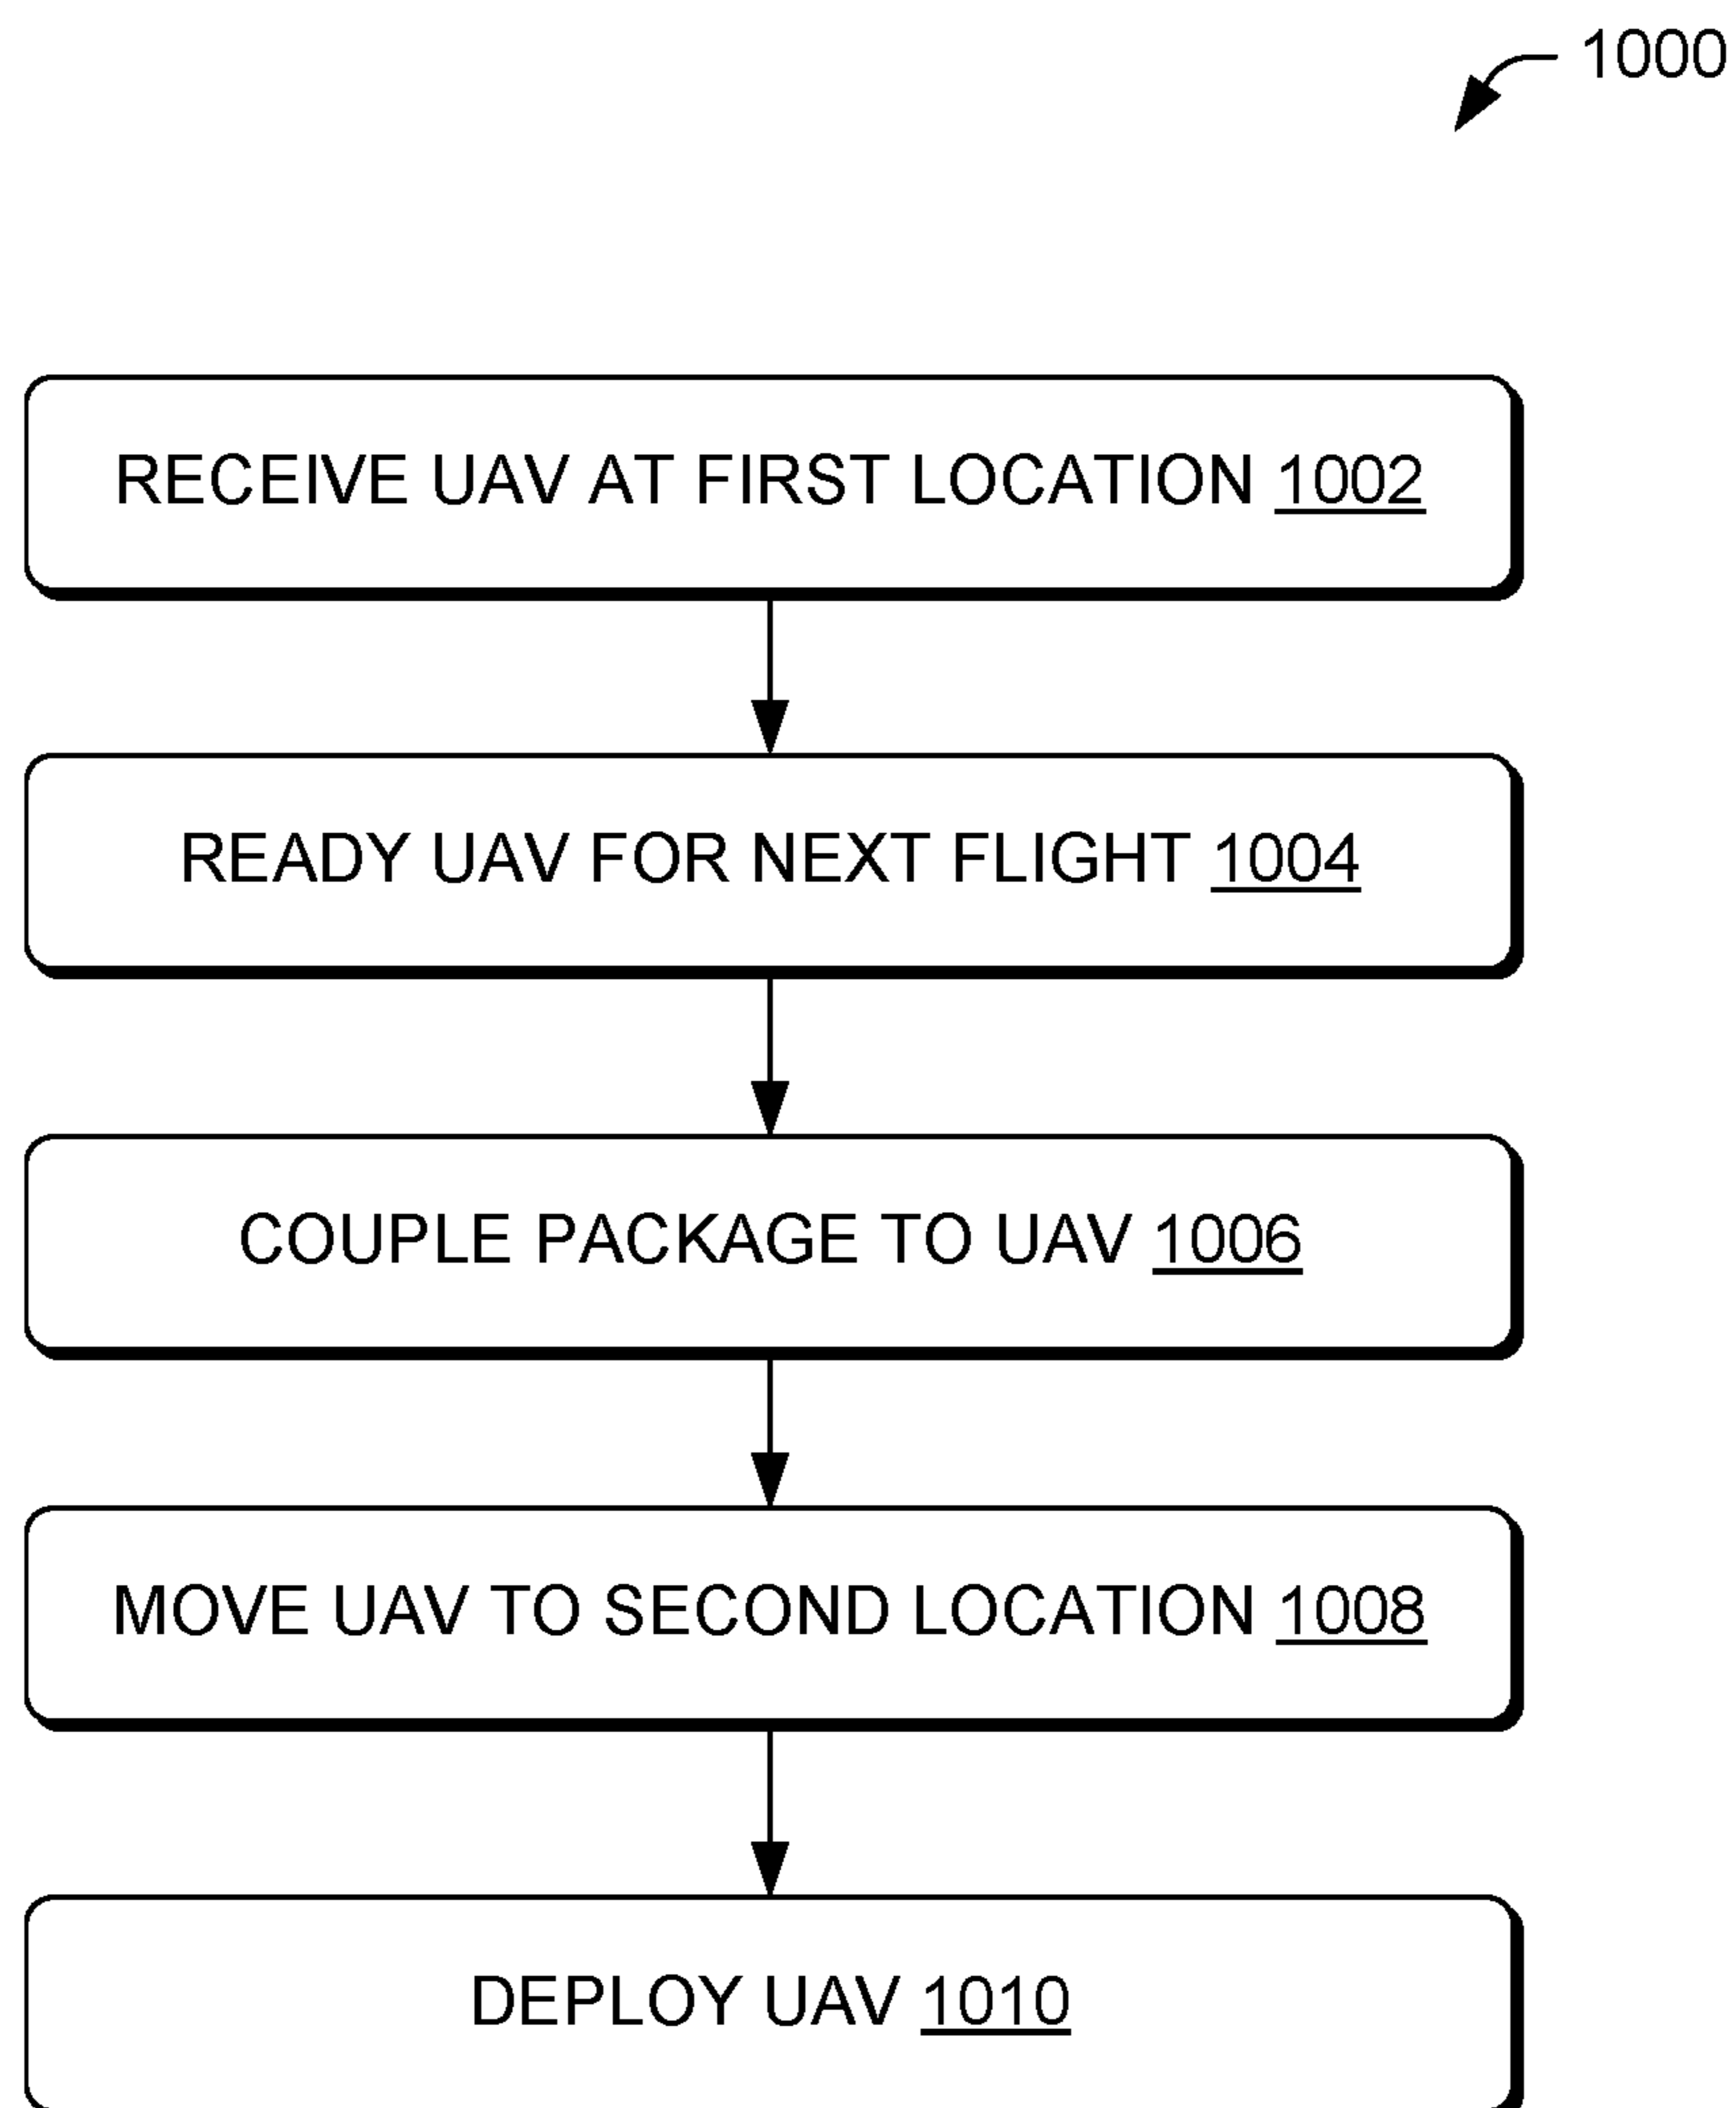 1000
RECEIVE UAV AT FIRST LOCATION 1002
READY UAV FOR NEXT FLIGHT 1004
COUPLE PACKAGE TO UAV 1006
MOVE UAV TO SECOND LOCATION 1008
DEPLOY UAV 1010